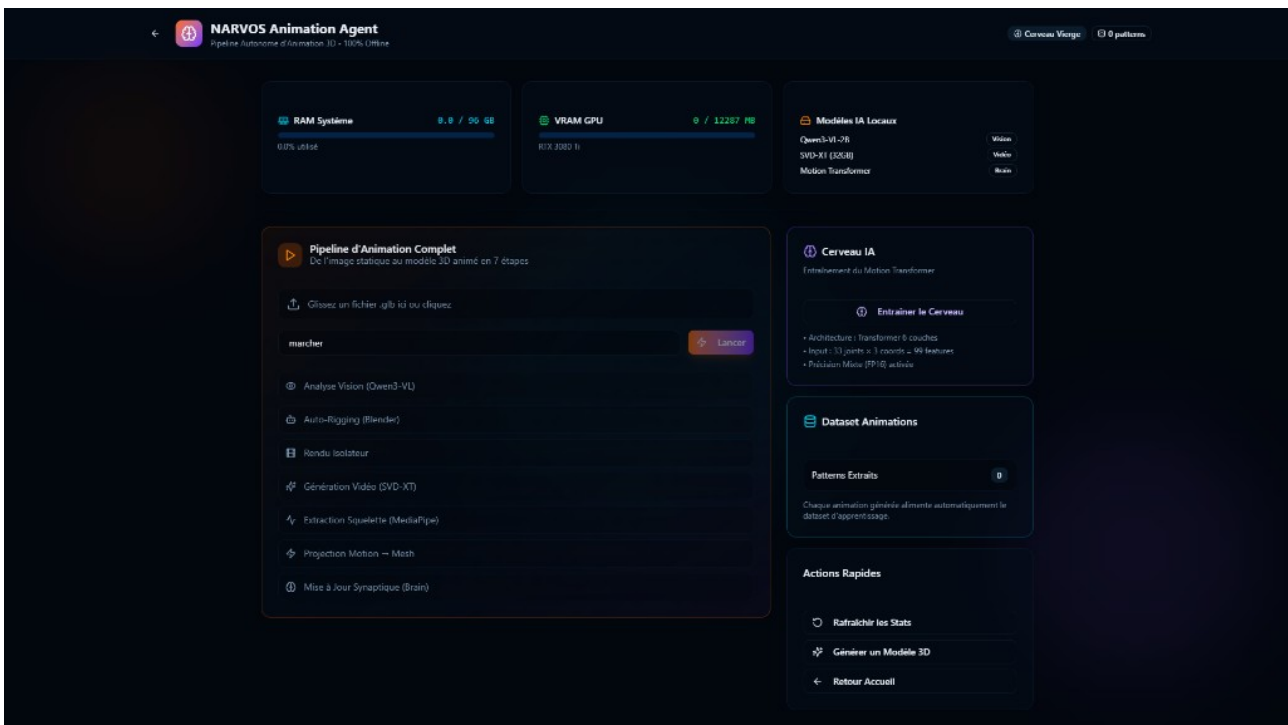 NARVOS Animation Agent
Pipeline Autonome d'Animation 3D - 100% Offline
Cerveau Vierge
0 patterns
RAM Système
0.0 / 96 GB
0.0% utilisé
VRAM GPU
0 / 12287 MB
RTX 3080 Ti
Modèles IA Locaux
Qwen3-VL-2B
Vision
SVD-XT (32GB)
Vidéo
Motion Transformer
Brain
Pipeline d'Animation Complet
De l'image statique au modèle 3D animé en 7 étapes
Glissez un fichier .glb ici ou cliquez
marcher
Lancer
Analyse Vision (Qwen3-VL)
Auto-Rigging (Blender)
Rendu Isolateur
Génération Vidéo (SVD-XT)
Extraction Squelette (MediaPipe)
Projection Motion → Mesh
Mise à Jour Synaptique (Brain)
Cerveau IA
Entraînement du Motion Transformer
Entraîner le Cerveau
• Architecture : Transformer 6 couches
• Input : 33 joints × 3 coords = 99 features
• Précision Mixte (FP16) activée
Dataset Animations
Patterns Extraits
0
Chaque animation générée alimente automatiquement le
dataset d'apprentissage.
Actions Rapides
Rafraîchir les Stats
Générer un Modèle 3D
Retour Accueil